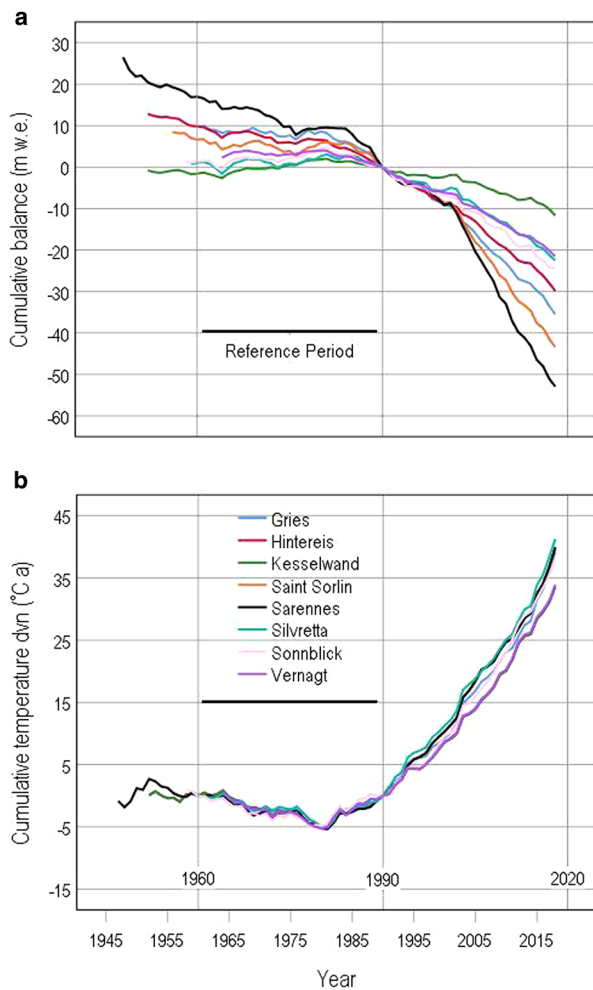 a
Cumulative balance (m w.e.)
30
20
10
0
-10
-20
-30
-40
-50
-60
Reference Period
b
Cumulative temperature dvn (°C a)
45
35
25
15
5
-5
-15
Gries
Hintereis
Kesselwand
Saint Sorlin
Sarennes
Silvretta
Sonnblick
Vernagt
1960 1990 2020
1945 1955 1965 1975 1985 1995 2005 2015
Year